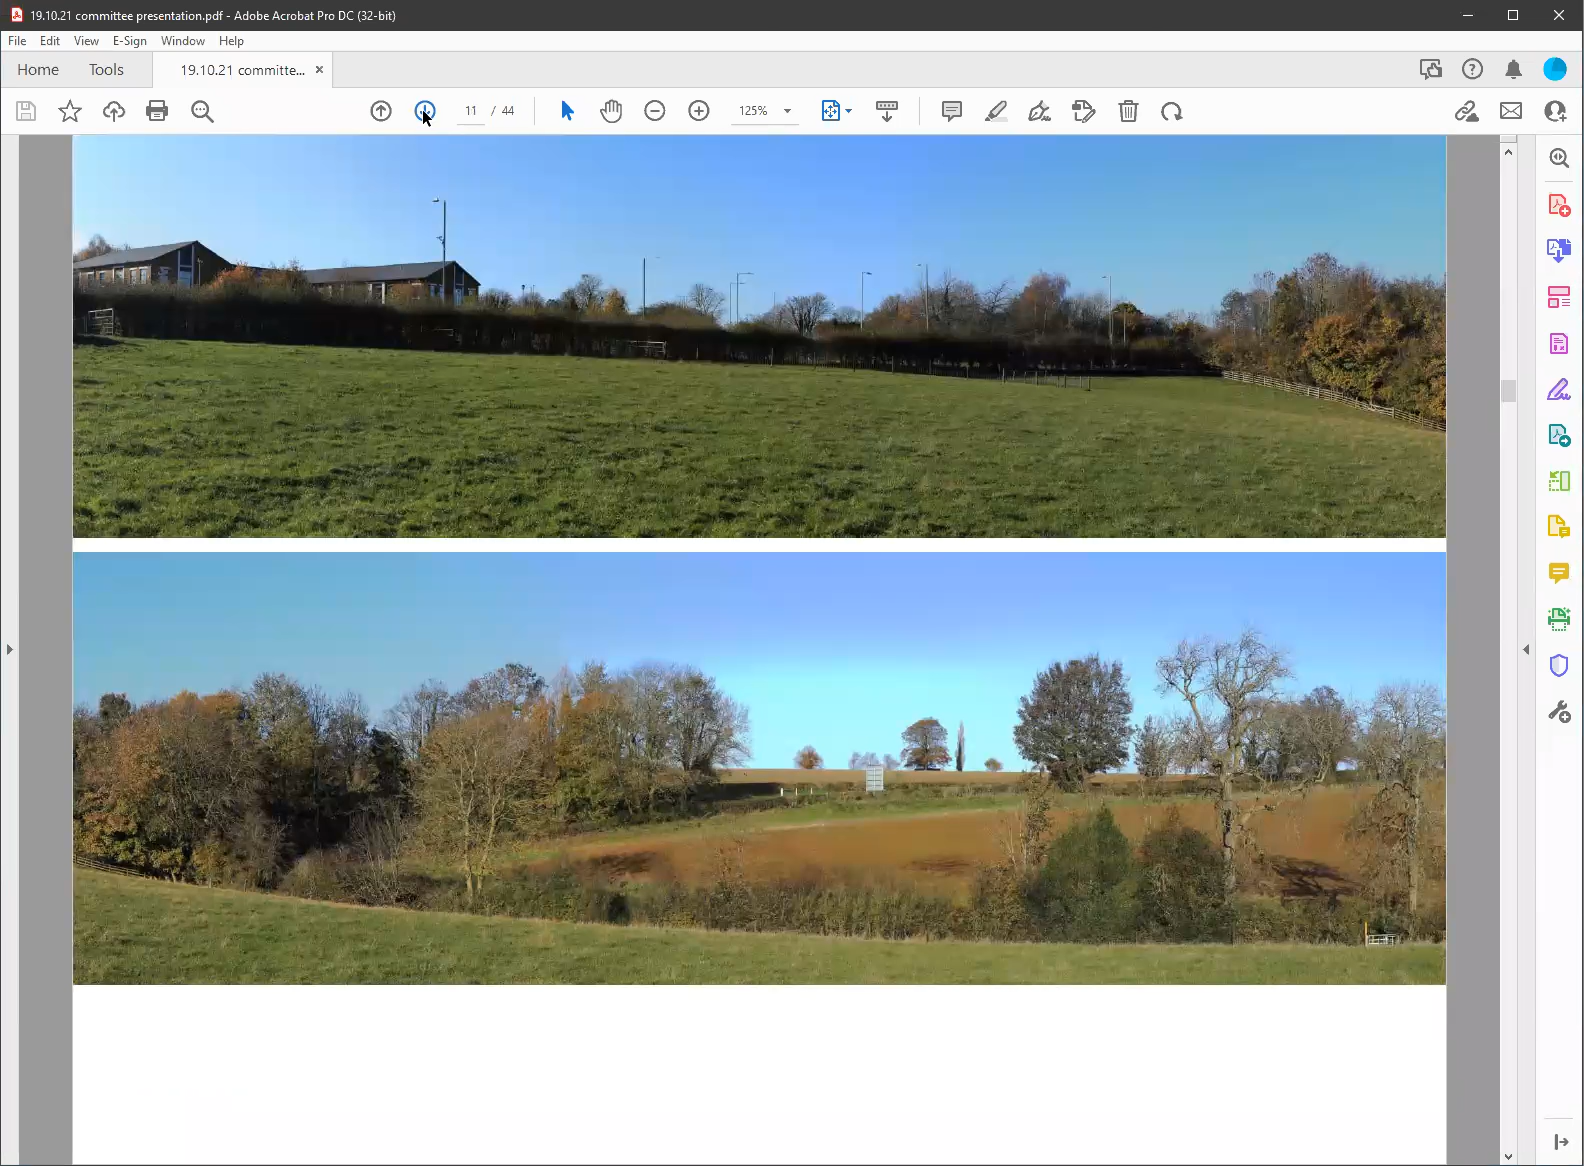 19.10.21 committee presentation.pdf - Adobe Acrobat Pro DC (32-bit)
File Edit View E-Sign Window Help
Home Tools 19.10.21 committe...
11 / 44 125%